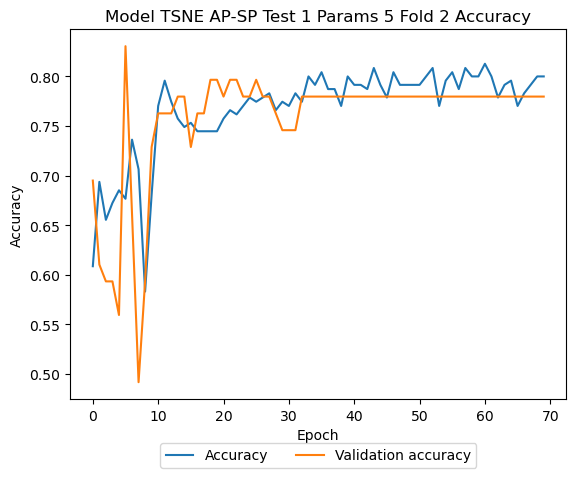 Model TSNE AP-SP Test 1 Params 5 Fold 2 Accuracy
0.80
0.75
0.70
0.65
0.60
0.55
0.50
Accuracy
0 10 20 30 40 50 60 70
Epoch
Accuracy Validation accuracy